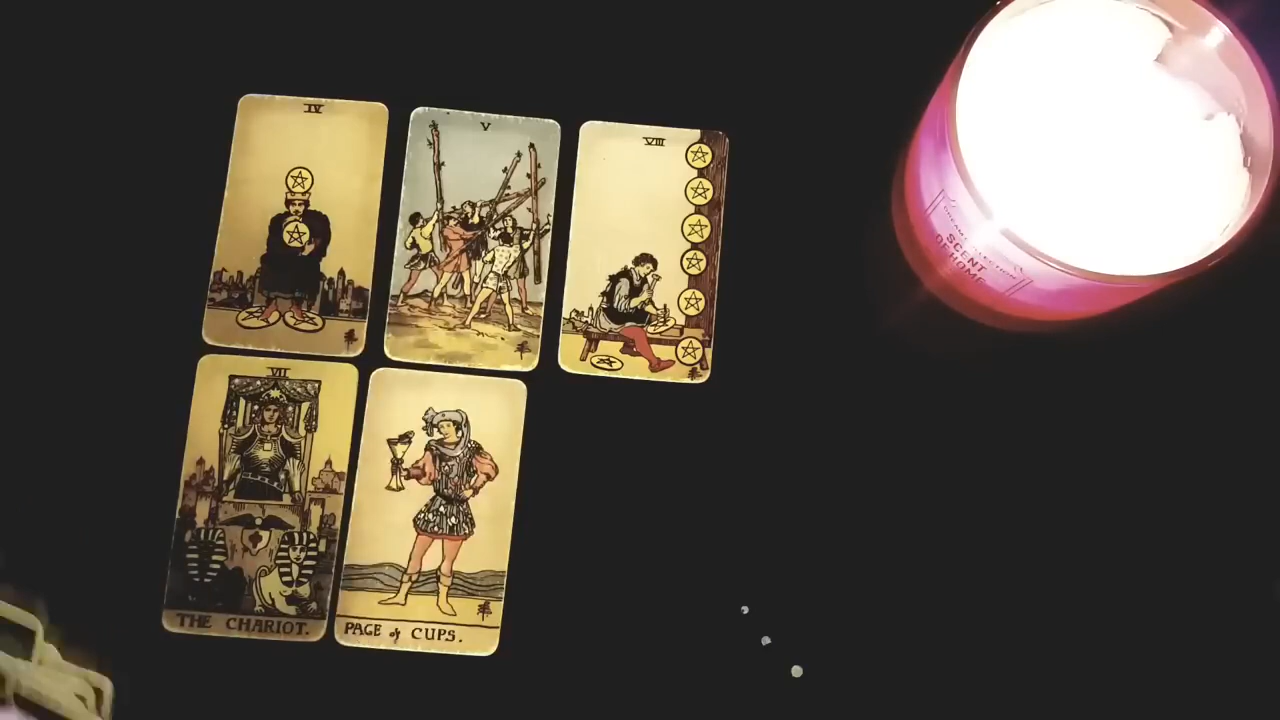 IV
V
VIII
VII
THE CHARIOT.
PAGE of CUPS.
SCENT
OF HOME